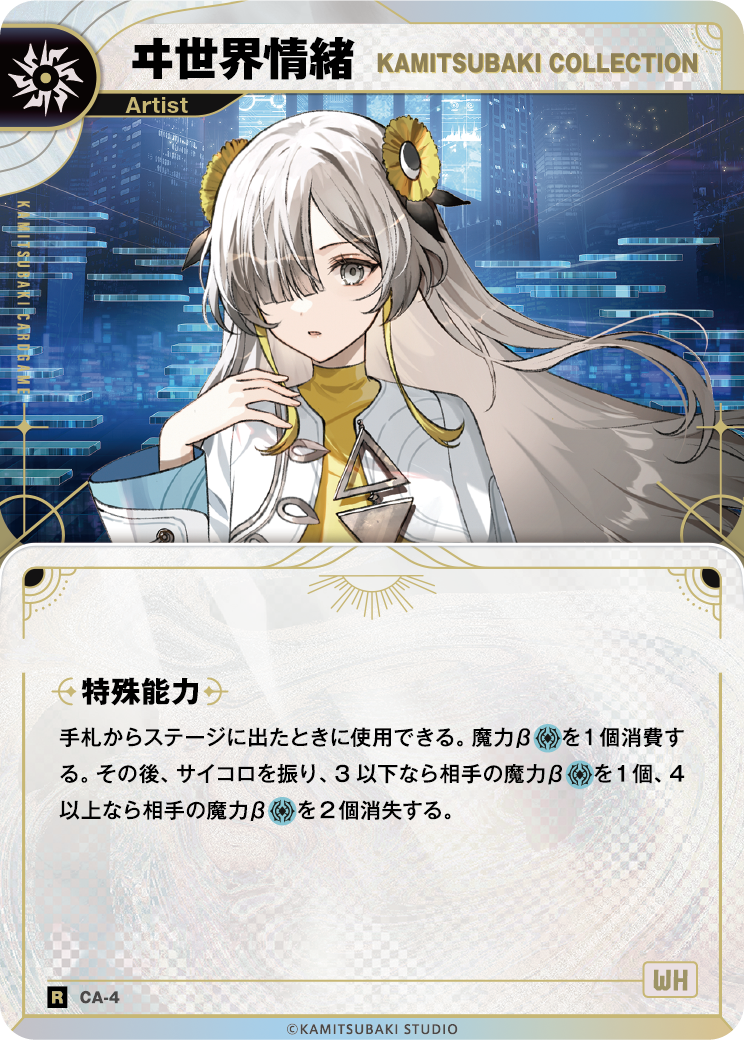 ヰ世界情緒 KAMITSUBAKI COLLECTION
Artist
KAMITSUBAKI CARDGAME
特殊能力
手札からステージに出たときに使用できる。魔力βを1個消費す
る。その後、サイコロを振り、3以下なら相手の魔力βを1個、4
以上なら相手の魔力βを2個消失する。
WH
R CA-4
©KAMITSUBAKI STUDIO